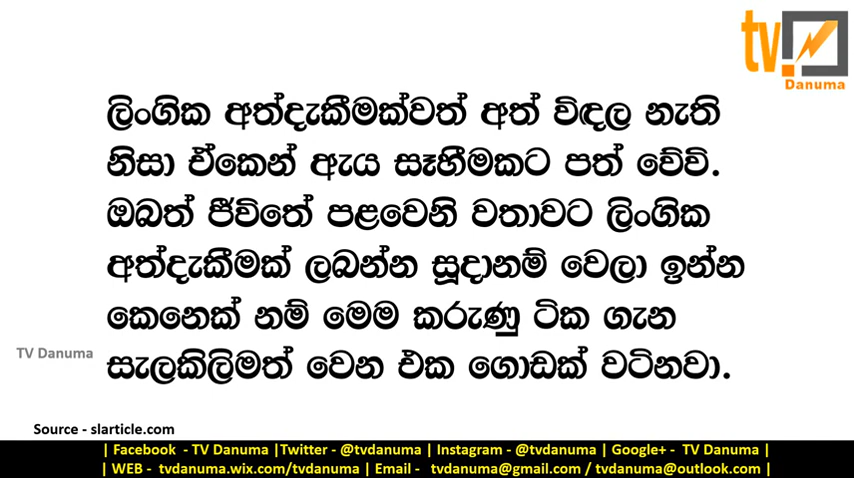 tv
Danuma
ලිංගික අත්දැකීමක්වත් අත් විඳල නැති
නිසා ඒකෙන් ඇය සෑහීමකට පත් වේවි.
ඔබත් ජීවිතේ පළවෙනි වතාවට ලිංගික
අත්දැකීමක් ලබන්න සූදානම් වෙලා ඉන්න
කෙනෙක් නම් මෙම කරුණු ටික ගැන
සැලකිලිමත් වෙන එක ගොඩක් වටිනවා.
TV Danuma
Source - slarticle.com
| Facebook - TV Danuma |Twitter - @tvdanuma | Instagram - @tvdanuma | Google+ - TV Danuma |
| WEB - tvdanuma.wix.com/tvdanuma | Email - tvdanuma@gmail.com / tvdanuma@outlook.com |